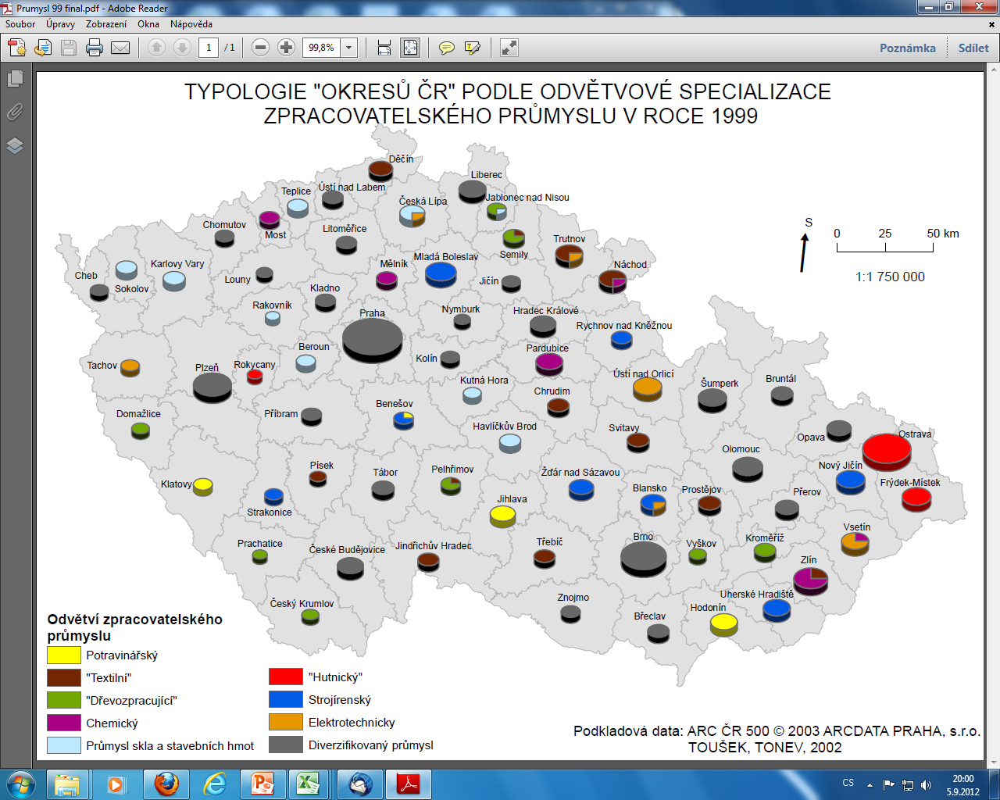 Prumysl 99 final.pdf - Adobe Reader
Soubor Úpravy Zobrazení Okna Nápověda
1 / 1 99,8% Poznámka Sdílet
TYPOLOGIE "OKRESŮ ČR" PODLE ODVĚTVOVÉ SPECIALIZACE
ZPRACOVATELSKÉHO PRŮMYSLU V ROCE 1999
Děčín
Liberec
Ústí nad Labem
Teplice
Jablonec nad Nisou
Česká Lípa
S
Chomutov
Most
Litoměřice
0 25 50 km
Trutnov
Semily
Mladá Boleslav
Karlovy Vary
Mělník
Náchod
Cheb
Sokolov
Louny
Jičín
1:1 750 000
Kladno
Rakovník
Nymburk
Hradec Králové
Praha
Rychnov nad Kněžnou
Beroun
Pardubice
Kolín
Tachov
Plzeň
Rokycany
Ústí nad Orlicí
Kutná Hora
Šumperk
Bruntál
Chrudim
Benešov
Domažlice
Příbram
Havlíčkův Brod
Svitavy
Opava
Ostrava
Olomouc
Písek
Tábor
Pelhřimov
Žďár nad Sázavou
Nový Jičín
Klatovy
Blansko
Prostějov
Frýdek-Místek
Přerov
Jihlava
Strakonice
Vsetín
Prachatice
České Budějovice
Jindřichův Hradec
Třebíč
Brno
Vyškov
Kroměříž
Zlín
Český Krumlov
Znojmo
Uherské Hradiště
Hodonín
Břeclav
Odvětví zpracovatelského
průmyslu
Potravinářský
"Textilní"
"Dřevozpracující"
Chemický
Průmysl skla a stavebních hmot
"Hutnický"
Strojírenský
Elektrotechnicky
Diverzifikovaný průmysl
Podkladová data: ARC ČR 500 © 2003 ARCDATA PRAHA, s.r.o.
TOUŠEK, TONEV, 2002
CS
20:00
5.9.2012